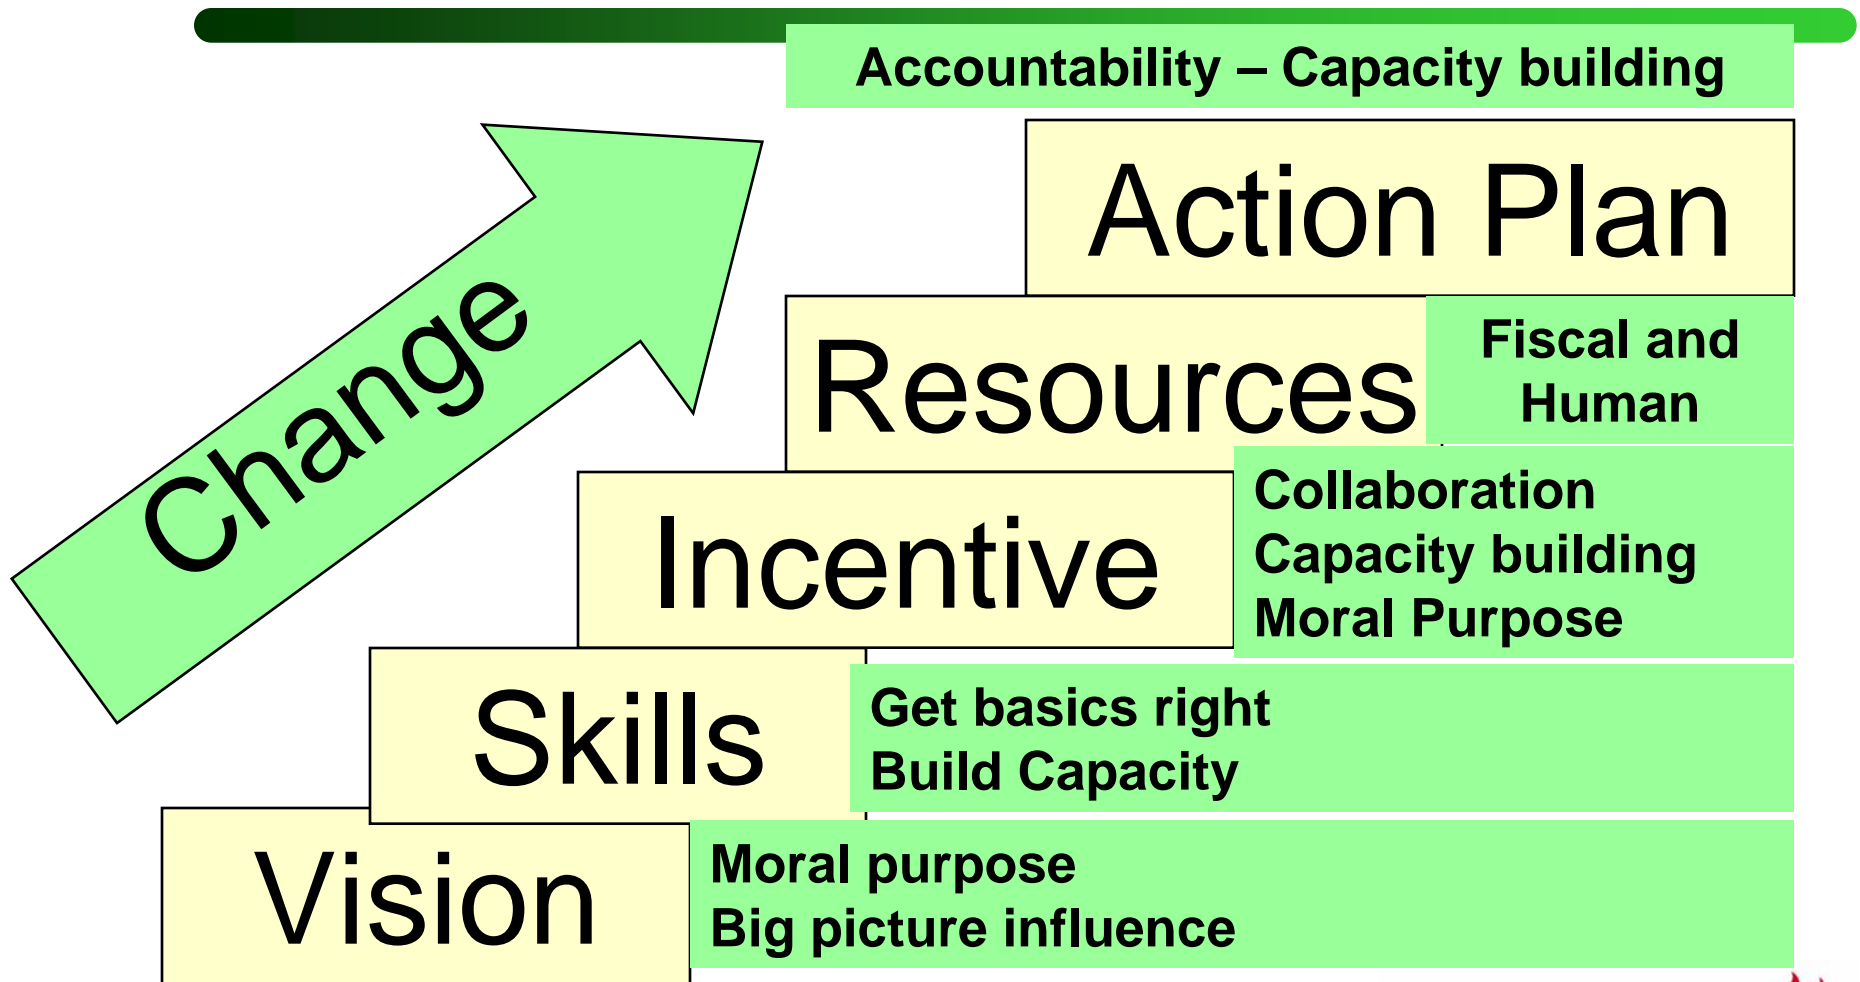 Accountability – Capacity building
Action Plan
Change
Resources
Fiscal and
Human
Incentive
Collaboration
Capacity building
Moral Purpose
Skills
Get basics right
Build Capacity
Vision
Moral purpose
Big picture influence